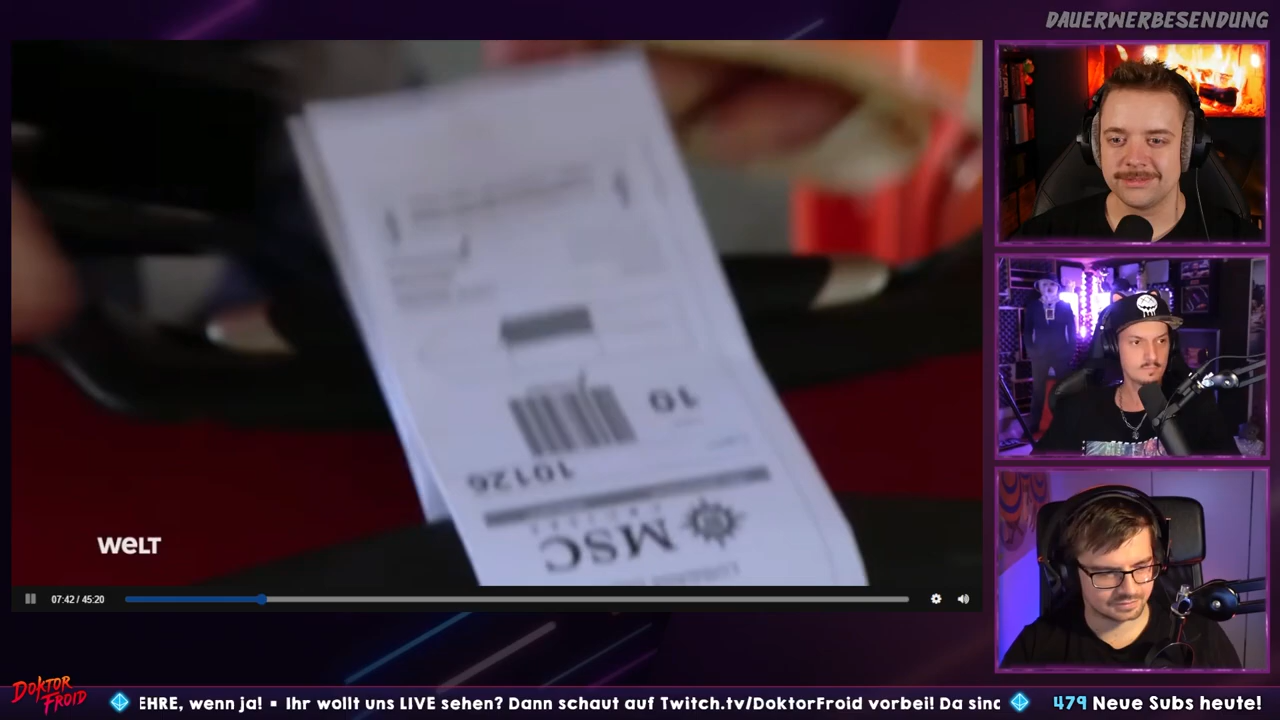 DAUERWERBESENDUNG
10
10126
MSC
WELT
07:42 / 45:20
DOKTOR
FROID
EHRE, wenn ja! ▪ Ihr wollt uns LIVE sehen? Dann schaut auf Twitch.tv/DoktorFroid vorbei! Da sind
479 Neue Subs heute!